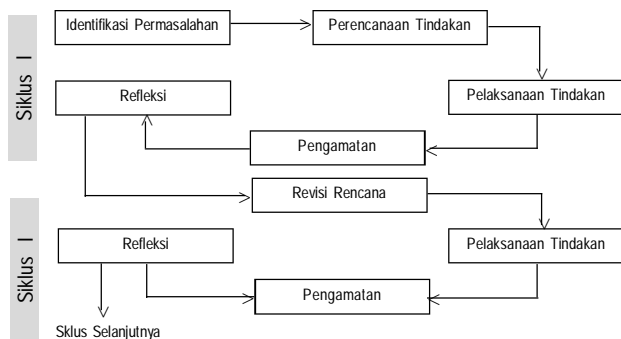 Siklus I
Identifikasi Permasalahan
Perencanaan Tindakan
Refleksi
Pelaksanaan Tindakan
Pengamatan
Siklus I
Revisi Rencana
Refleksi
Pelaksanaan Tindakan
Pengamatan
Sklus Selanjutnya